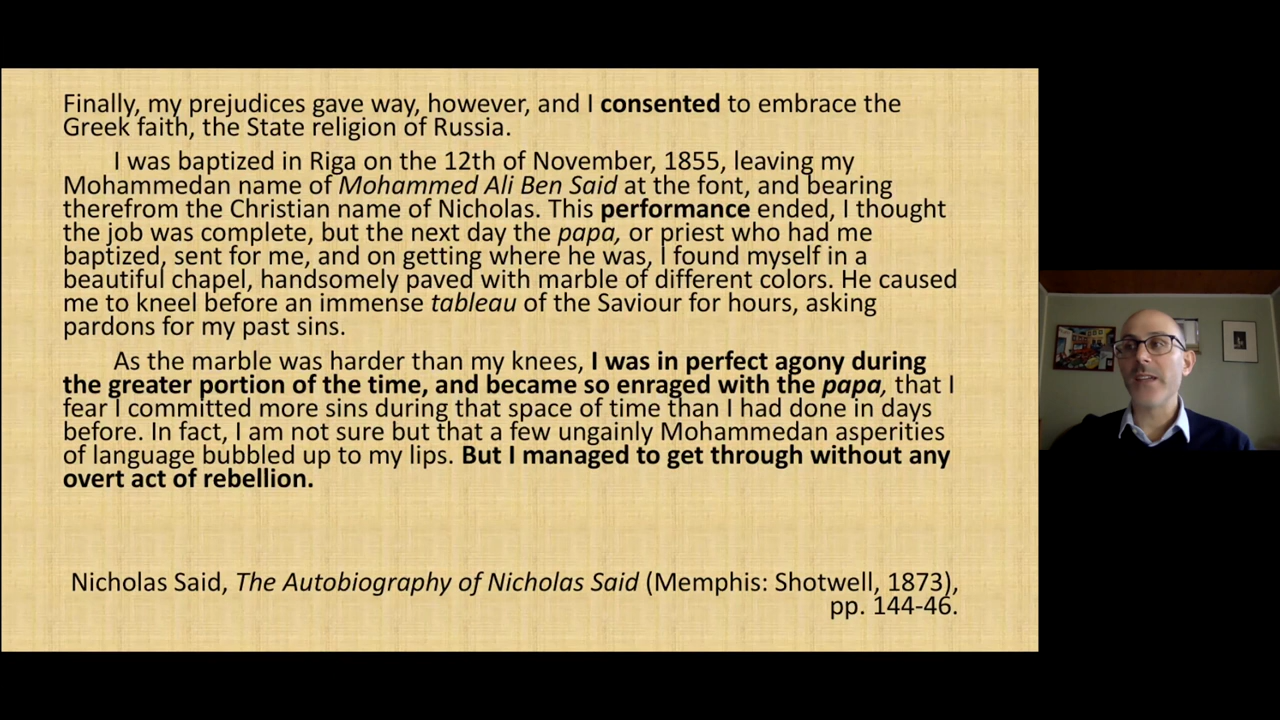 Finally, my prejudices gave way, however, and I consented to embrace the
Greek faith, the State religion of Russia.
I was baptized in Riga on the 12th of November, 1855, leaving my
Mohammedan name of Mohammed Ali Ben Said at the font, and bearing
therefrom the Christian name of Nicholas. This performance ended, I thought
the job was complete, but the next day the papa, or priest who had me
baptized, sent for me, and on getting where he was, I found myself in a
beautiful chapel, handsomely paved with marble of different colors. He caused
me to kneel before an immense tableau of the Saviour for hours, asking
pardons for my past sins.
As the marble was harder than my knees, I was in perfect agony during
the greater portion of the time, and became so enraged with the papa, that I
fear I committed more sins during that space of time than I had done in days
before. In fact, I am not sure but that a few ungainly Mohammedan asperities
of language bubbled up to my lips. But I managed to get through without any
overt act of rebellion.
Nicholas Said, The Autobiography of Nicholas Said (Memphis: Shotwell, 1873),
pp. 144-46.